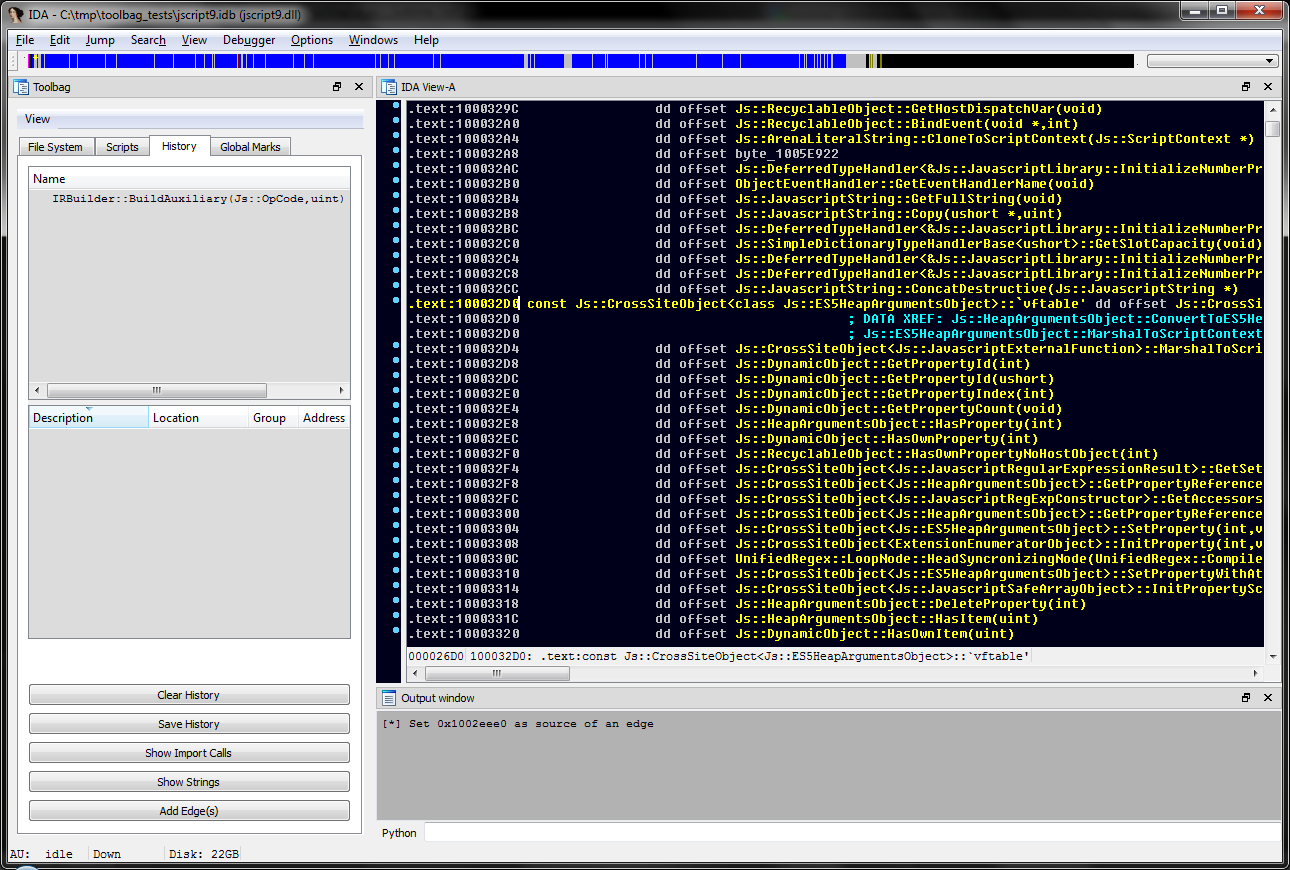 IDA - C:\tmp\toolbag_tests\jscript9.idb (jscript9.dll)
File Edit Jump Search View Debugger Options Windows Help
Toolbag
View
File System Scripts History Global Marks
Name
IRBuilder::BuildAuxiliary(Js::OpCode,uint)
Description Location Group Address
Clear History
Save History
Show Import Calls
Show Strings
Add Edge(s)
IDA View-A
.text:1000329C dd offset Js::RecyclableObject::GetHostDispatchVar(void)
.text:100032A0 dd offset Js::RecyclableObject::BindEvent(void *,int)
.text:100032A4 dd offset Js::ArenaLiteralString::CloneToScriptContext(Js::ScriptContext *)
.text:100032A8 dd offset byte_1005E922
.text:100032AC dd offset Js::DeferredTypeHandler<&Js::JavascriptLibrary::InitializeNumberPr
.text:100032B0 dd offset ObjectEventHandler::GetEventHandlerName(void)
.text:100032B4 dd offset Js::JavascriptString::GetFullString(void)
.text:100032B8 dd offset Js::JavascriptString::Copy(ushort *,uint)
.text:100032BC dd offset Js::DeferredTypeHandler<&Js::JavascriptLibrary::InitializeNumberPr
.text:100032C0 dd offset Js::SimpleDictionaryTypeHandlerBase<ushort>::GetSlotCapacity(void)
.text:100032C4 dd offset Js::DeferredTypeHandler<&Js::JavascriptLibrary::InitializeNumberPr
.text:100032C8 dd offset Js::DeferredTypeHandler<&Js::JavascriptLibrary::InitializeNumberPr
.text:100032CC dd offset Js::JavascriptString::ConcatDestructive(Js::JavascriptString *)
.text:100032D0 const Js::CrossSiteObject<class Js::ES5HeapArgumentsObject>::`vftable' dd offset Js::CrossSi
.text:100032D0 ; DATA XREF: Js::HeapArgumentsObject::ConvertToES5He
.text:100032D0 ; Js::ES5HeapArgumentsObject::MarshalToScriptContext
.text:100032D4 dd offset Js::CrossSiteObject<Js::JavascriptExternalFunction>::MarshalToScri
.text:100032D8 dd offset Js::DynamicObject::GetPropertyId(int)
.text:100032DC dd offset Js::DynamicObject::GetPropertyId(ushort)
.text:100032E0 dd offset Js::DynamicObject::GetPropertyIndex(int)
.text:100032E4 dd offset Js::DynamicObject::GetPropertyCount(void)
.text:100032E8 dd offset Js::HeapArgumentsObject::HasProperty(int)
.text:100032EC dd offset Js::DynamicObject::HasOwnProperty(int)
.text:100032F0 dd offset Js::RecyclableObject::HasOwnPropertyNoHostObject(int)
.text:100032F4 dd offset Js::CrossSiteObject<Js::JavascriptRegularExpressionResult>::GetSet
.text:100032F8 dd offset Js::CrossSiteObject<Js::HeapArgumentsObject>::GetPropertyReference
.text:100032FC dd offset Js::CrossSiteObject<Js::JavascriptRegExpConstructor>::GetAccessors
.text:10003300 dd offset Js::CrossSiteObject<Js::HeapArgumentsObject>::GetPropertyReference
.text:10003304 dd offset Js::CrossSiteObject<Js::ES5HeapArgumentsObject>::SetProperty(int,v
.text:10003308 dd offset Js::CrossSiteObject<ExtensionEnumeratorObject>::InitProperty(int,v
.text:1000330C dd offset UnifiedRegex::LoopNode::HeadSyncronizingNode(UnifiedRegex::Compile
.text:10003310 dd offset Js::CrossSiteObject<Js::ES5HeapArgumentsObject>::SetPropertyWithAt
.text:10003314 dd offset Js::CrossSiteObject<Js::JavascriptSafeArrayObject>::InitPropertySc
.text:10003318 dd offset Js::HeapArgumentsObject::DeleteProperty(int)
.text:1000331C dd offset Js::HeapArgumentsObject::HasItem(uint)
.text:10003320 dd offset Js::DynamicObject::HasOwnItem(uint)
000026D0 100032D0: .text:const Js::CrossSiteObject<Js::ES5HeapArgumentsObject>::`vftable'
Output window
[*] Set 0x1002eee0 as source of an edge
Python
AU: idle Down Disk: 22GB